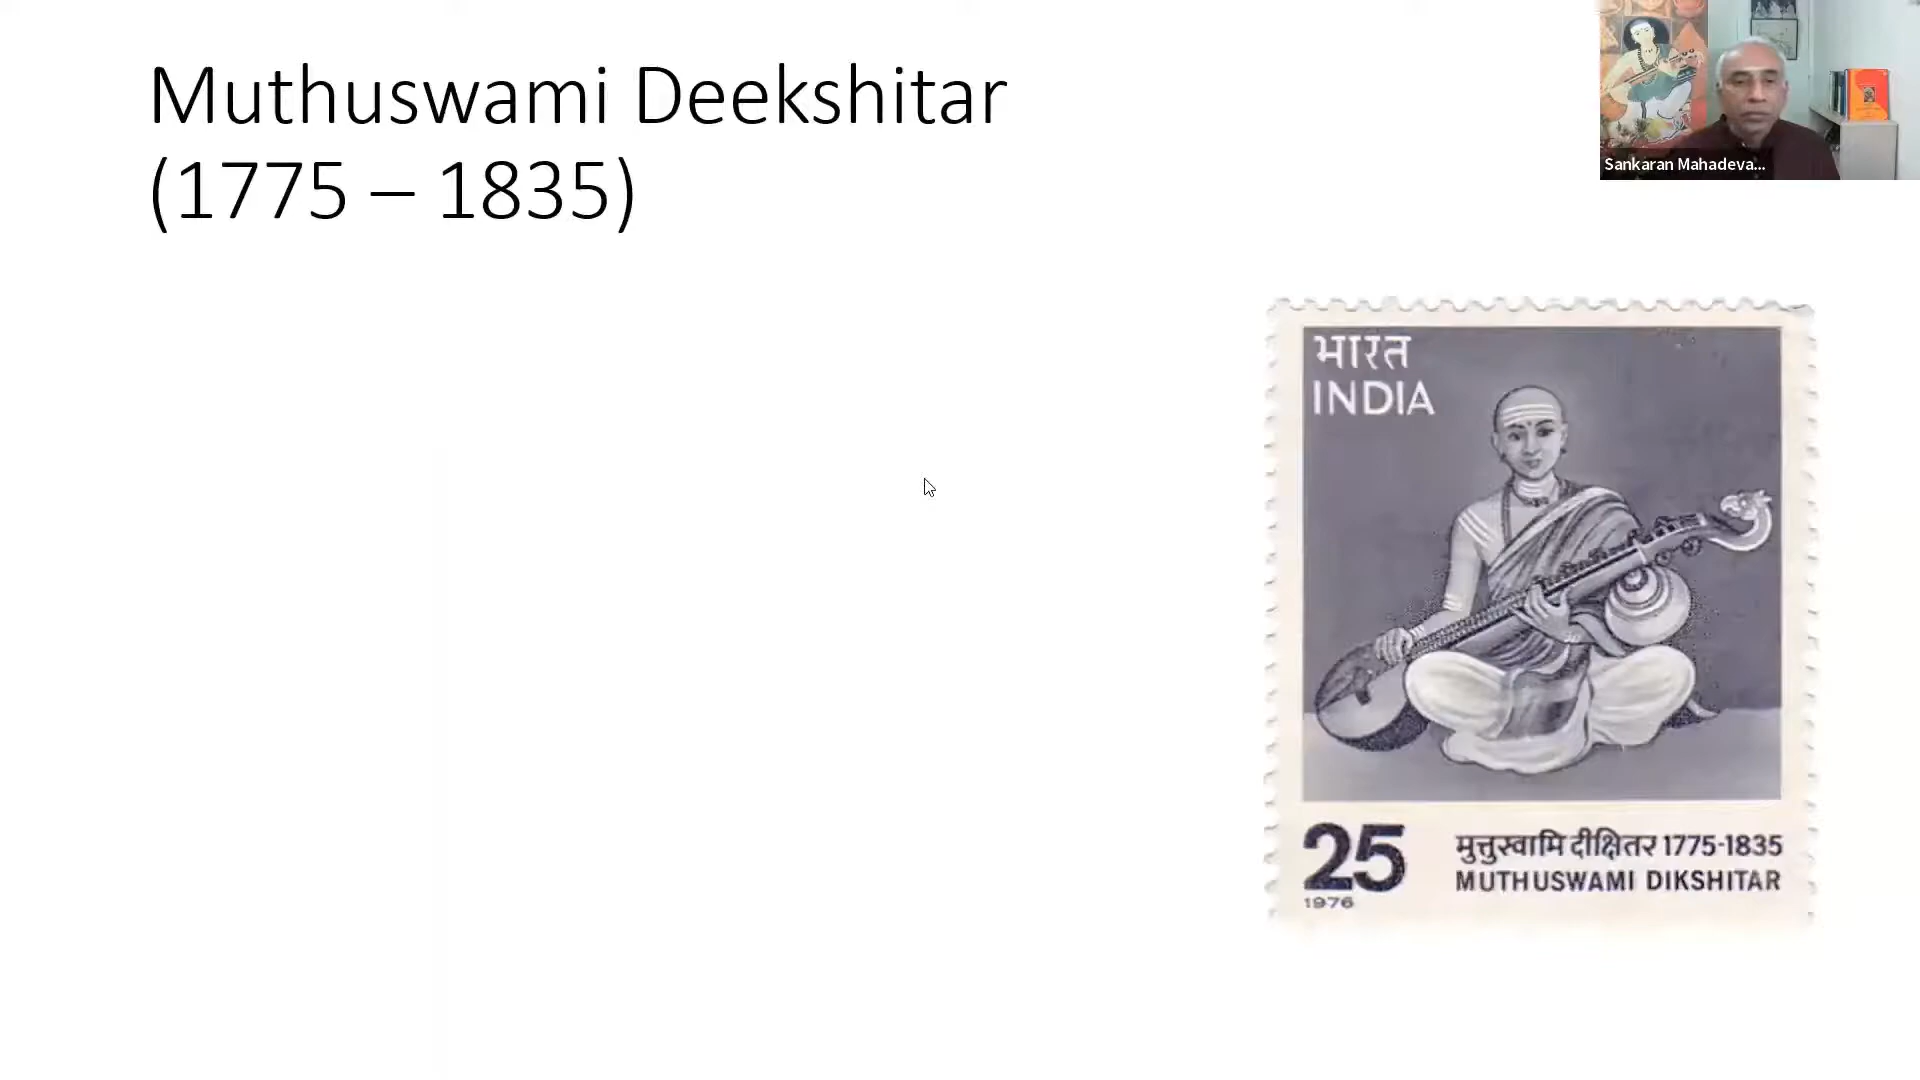 Muthuswami Deekshitar
(1775 – 1835)
Sankaran Mahadeva...
भारत
INDIA
25
1976
मुत्तुस्वामि दीक्षितर 1775-1835
MUTHUSWAMI DIKSHITAR